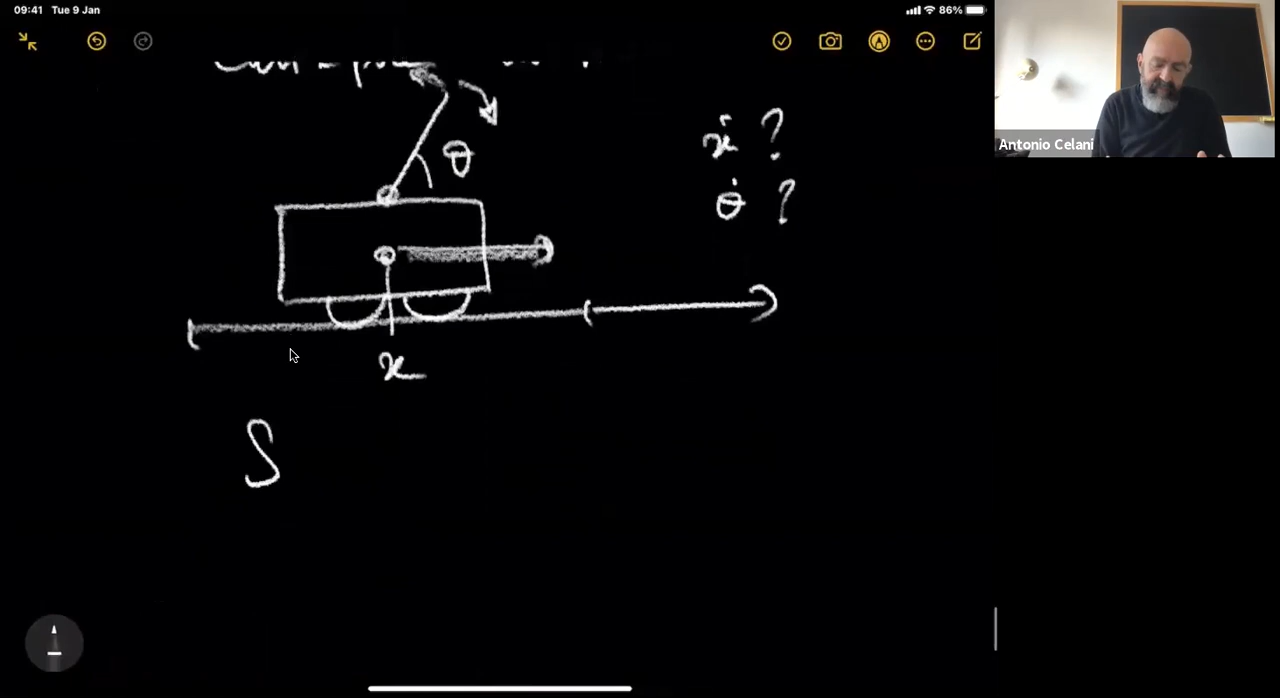 09:41 Tue 9 Jan 86%
Antonio Celani
ẋ ?
θ
θ̇ ?
x
S